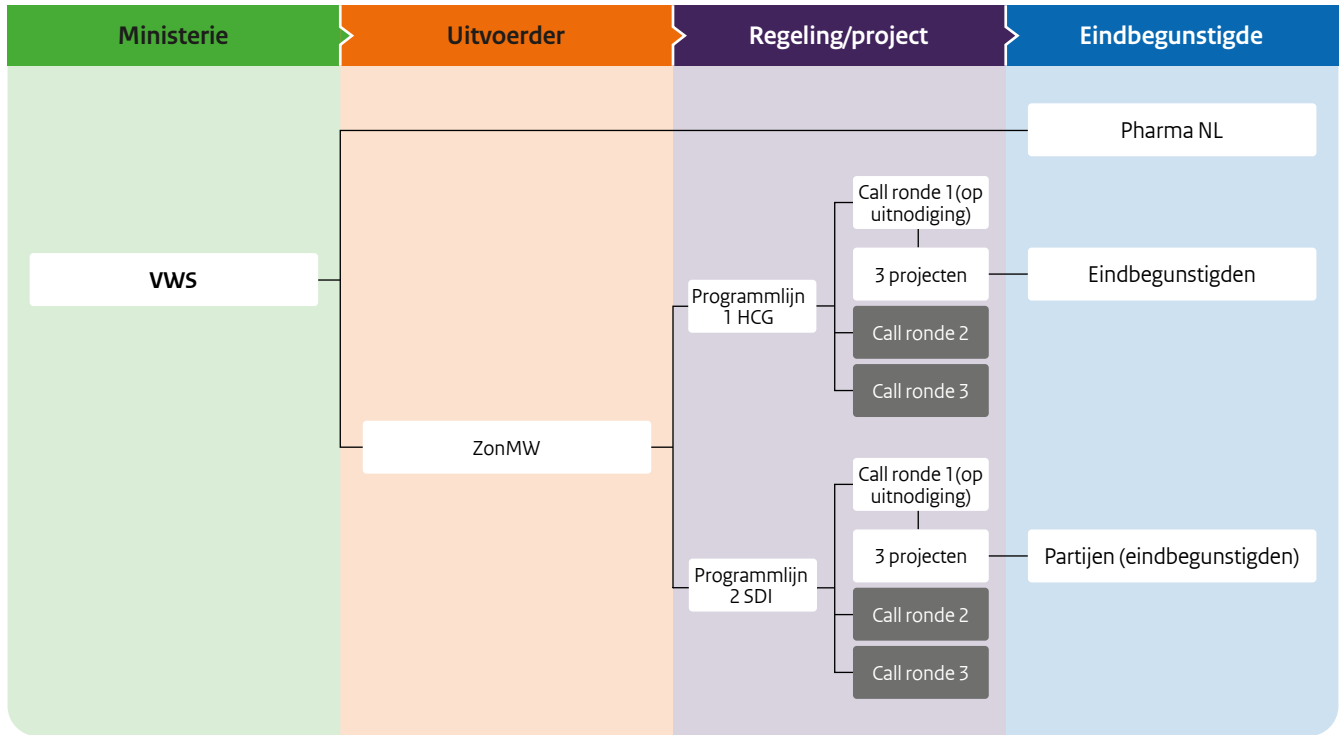 Ministerie
Uitvoerder
Regeling/project
Eindbegunstigde
Pharma NL
VWS
Call ronde 1(op
uitnodiging)
3 projecten
Eindbegunstigden
Programmlijn
1 HCG
Call ronde 2
Call ronde 3
ZonMW
Call ronde 1(op
uitnodiging)
3 projecten
Partijen (eindbegunstigden)
Programmlijn
2 SDI
Call ronde 2
Call ronde 3